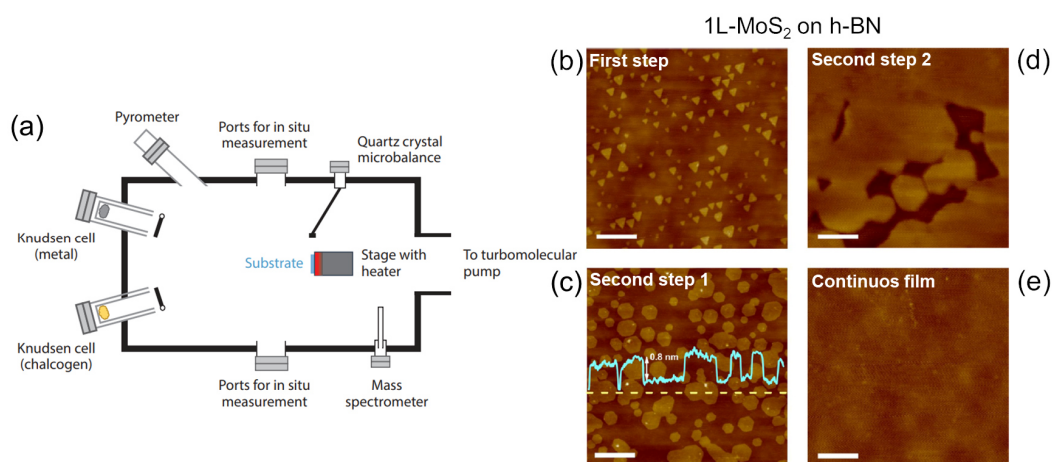 1L-MoS₂ on h-BN
(a)
Pyrometer
Ports for in situ
measurement
Quartz crystal
microbalance
Knudsen cell
(metal)
Substrate
Stage with
heater
To turbomolecular
pump
Knudsen cell
(chalcogen)
Ports for in situ
measurement
Mass
spectrometer
(b)
First step
Second step 2
(d)
(c)
Second step 1
0.8 nm
Continuos film
(e)